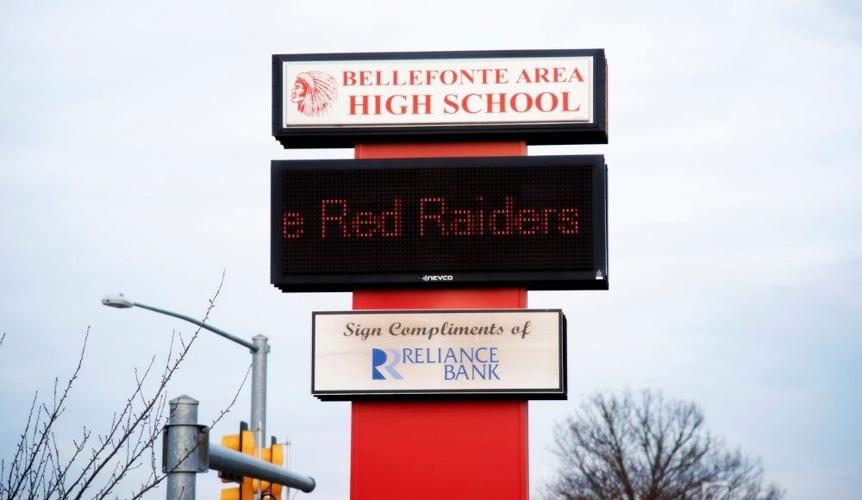 BELLEFONTE AREA
HIGH SCHOOL
e Red Raiders
NEVCO
Sign Compliments of
RELIANCE
BANK